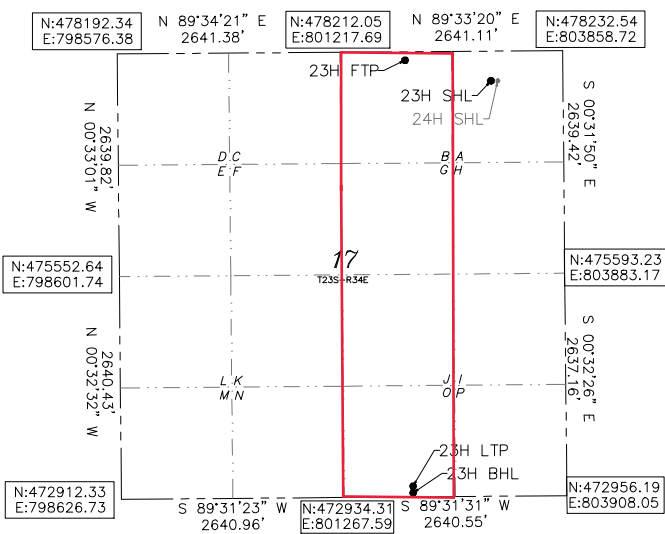 N:478192.34
E:798576.38
N 89°34'21" E
2641.38'
N:478212.05
E:801217.69
N 89°33'20" E
2641.11'
N:478232.54
E:803858.72
23H FTP
23H SHL
24H SHL
N 00°33'01" W
2639.82'
S 00°31'50" E
2639.42'
D C
E F
B A
G H
17
T23S-R34E
N:475552.64
E:798601.74
N:475593.23
E:803883.17
N 00°32'32" W
2640.43'
S 00°32'26" E
2637.16'
L K
M N
J I
O P
23H LTP
23H BHL
N:472912.33
E:798626.73
S 89°31'23" W
2640.96'
N:472934.31
E:801267.59
S 89°31'31" W
2640.55'
N:472956.19
E:803908.05